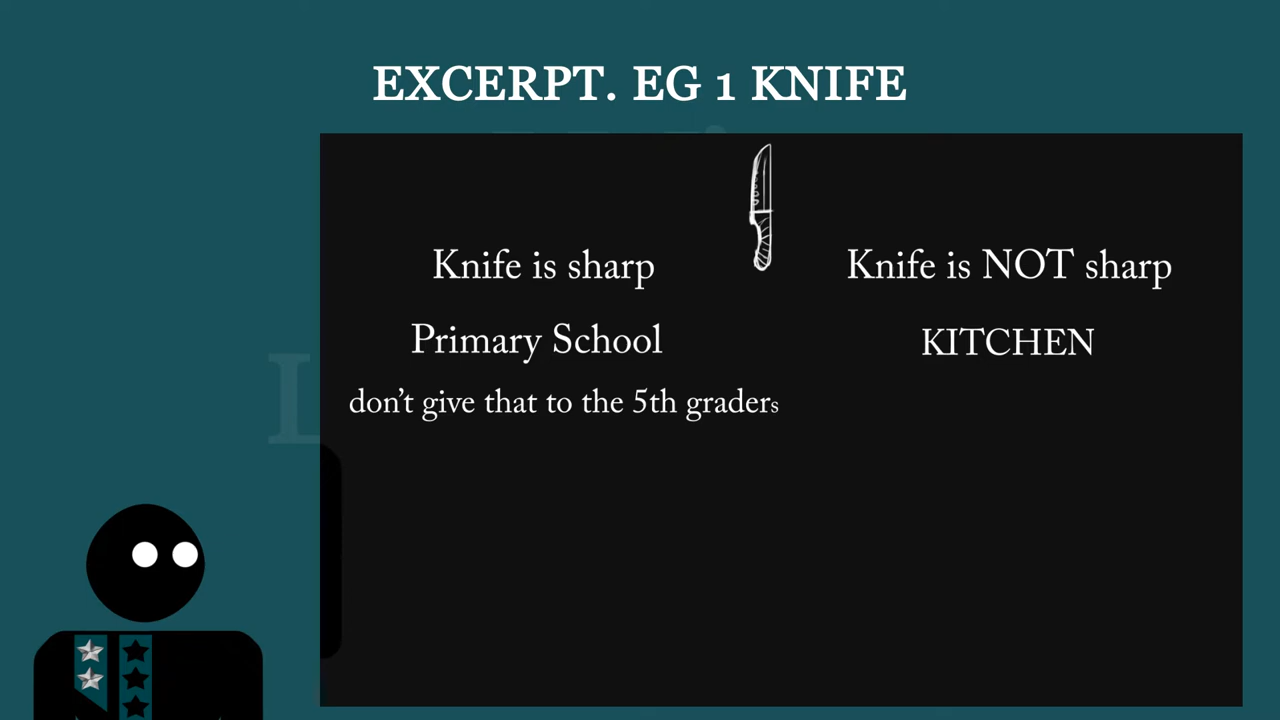 EXCERPT. EG 1 KNIFE
Knife is sharp
Knife is NOT sharp
Primary School
KITCHEN
don't give that to the 5th graders